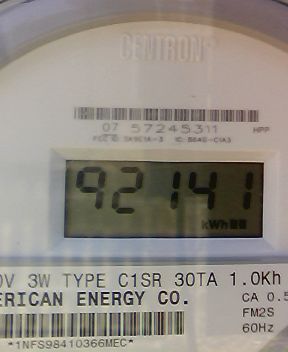 CENTRON®
07 57245311 HPP
92141
kWh
0V 3W TYPE C1SR 30TA 1.0Kh
ERICAN ENERGY CO. CA 0.5
FM2S
60Hz
*1NFS98410366MEC*